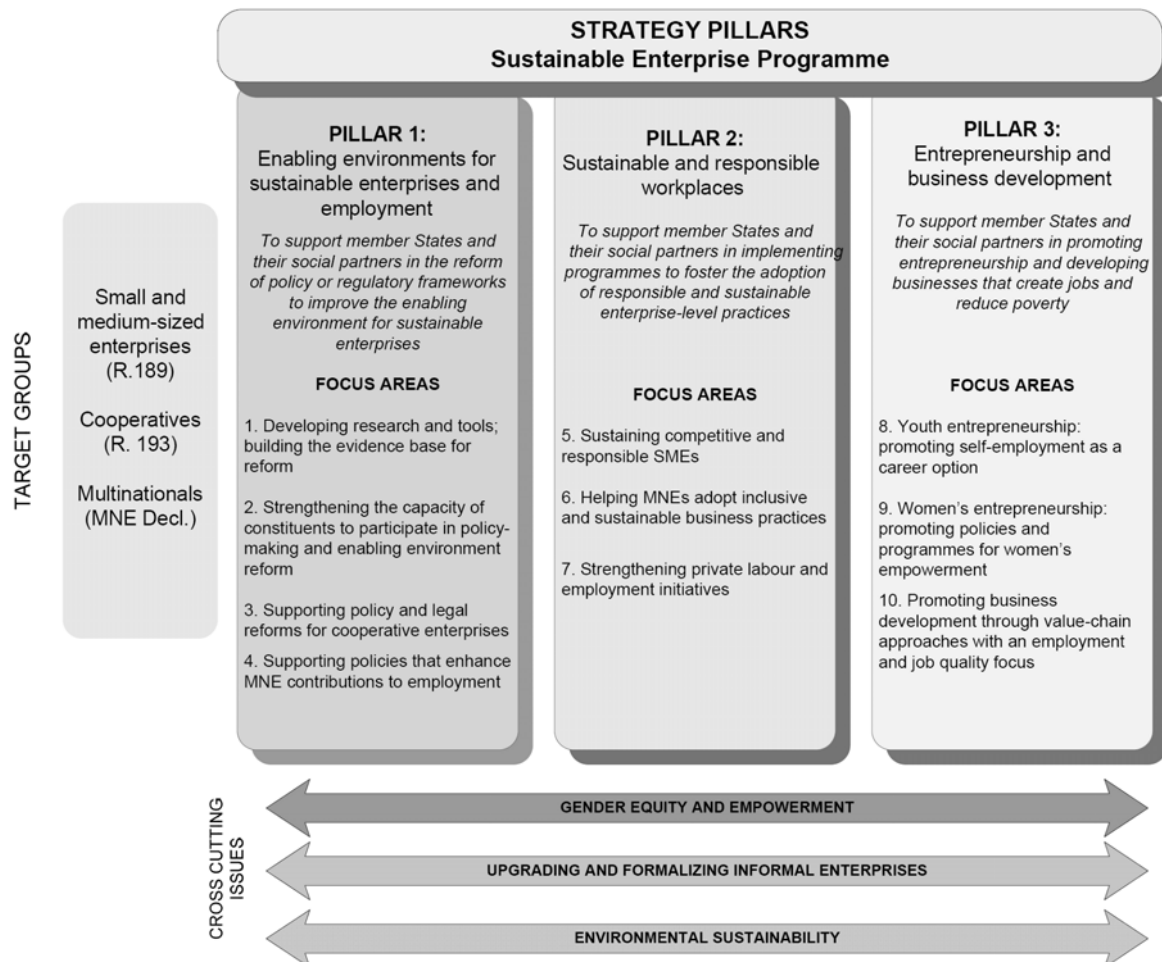 STRATEGY PILLARS
Sustainable Enterprise Programme
TARGET GROUPS
Small and
medium-sized
enterprises
(R.189)
Cooperatives
(R. 193)
Multinationals
(MNE Decl.)
PILLAR 1:
Enabling environments for
sustainable enterprises and
employment
To support member States and
their social partners in the reform
of policy or regulatory frameworks
to improve the enabling
environment for sustainable
enterprises
FOCUS AREAS
1. Developing research and tools;
building the evidence base for
reform
2. Strengthening the capacity of
constituents to participate in policy-
making and enabling environment
reform
3. Supporting policy and legal
reforms for cooperative enterprises
4. Supporting policies that enhance
MNE contributions to employment
PILLAR 2:
Sustainable and responsible
workplaces
To support member States and
their social partners in implementing
programmes to foster the adoption
of responsible and sustainable
enterprise-level practices
FOCUS AREAS
5. Sustaining competitive and
responsible SMEs
6. Helping MNEs adopt inclusive
and sustainable business practices
7. Strengthening private labour and
employment initiatives
PILLAR 3:
Entrepreneurship and
business development
To support member States and
their social partners in promoting
entrepreneurship and developing
businesses that create jobs and
reduce poverty
FOCUS AREAS
8. Youth entrepreneurship:
promoting self-employment as a
career option
9. Women's entrepreneurship:
promoting policies and
programmes for women's
empowerment
10. Promoting business
development through value-chain
approaches with an employment
and job quality focus
CROSS CUTTING
ISSUES
GENDER EQUITY AND EMPOWERMENT
UPGRADING AND FORMALIZING INFORMAL ENTERPRISES
ENVIRONMENTAL SUSTAINABILITY